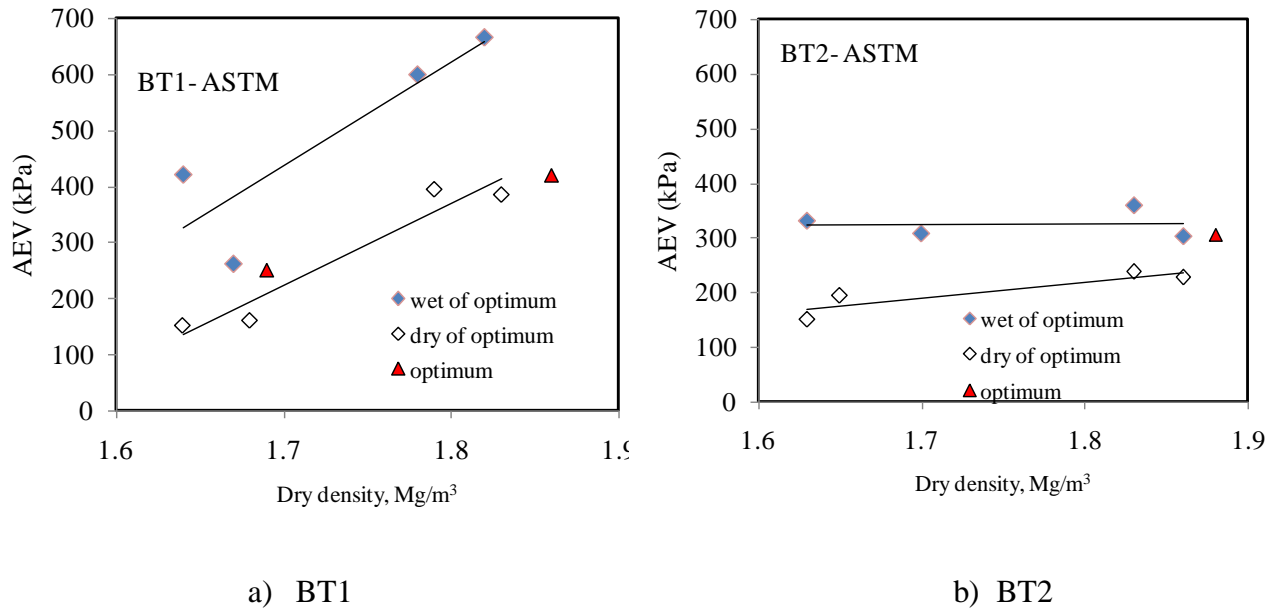 700
600
500
400
300
200
100
0
AEV (kPa)
BT1- ASTM
wet of optimum
dry of optimum
optimum
1.6 1.7 1.8 1.9
Dry density, Mg/m³
a) BT1
700
600
500
400
300
200
100
0
AEV (kPa)
BT2- ASTM
wet of optimum
dry of optimum
optimum
1.6 1.7 1.8 1.9
Dry density, Mg/m³
b) BT2